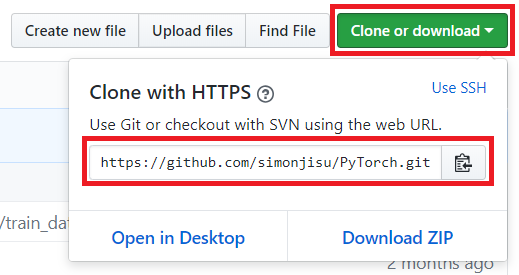 Create new file Upload files Find File Clone or download
Clone with HTTPS ? Use SSH
Use Git or checkout with SVN using the web URL.
https://github.com/simonjisu/PyTorch.git
/train_da
Open in Desktop Download ZIP
2 months ago